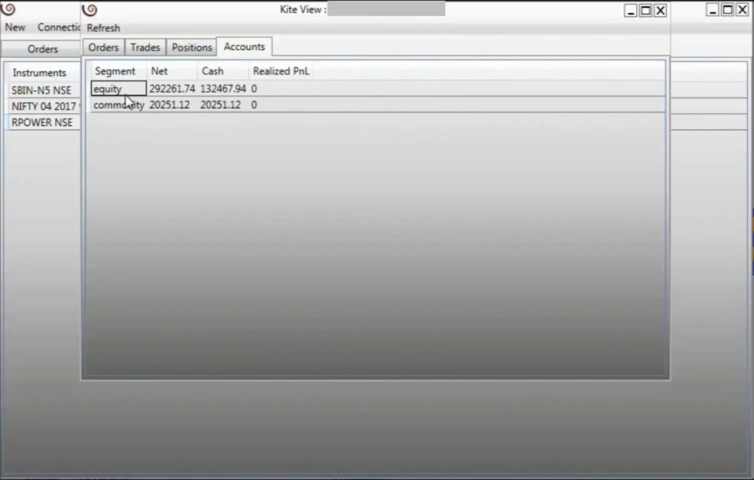 Kite View :
New Connectio
Refresh
Orders
Orders Trades Positions Accounts
Instruments
SBIN-N5 NSE
NIFTY 04 2017
RPOWER NSE
Segment Net Cash Realized PnL
equity 292261.74 132467.94 0
commodity 20251.12 20251.12 0